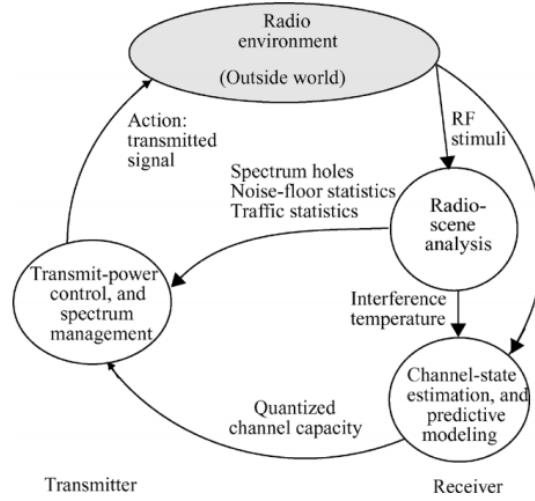 Radio
environment
(Outside world)
Action:
transmitted
signal
RF
stimuli
Spectrum holes
Noise-floor statistics
Traffic statistics
Radio-
scene
analysis
Transmit-power
control, and
spectrum
management
Interference
temperature
Channel-state
estimation, and
predictive
modeling
Quantized
channel capacity
Transmitter
Receiver